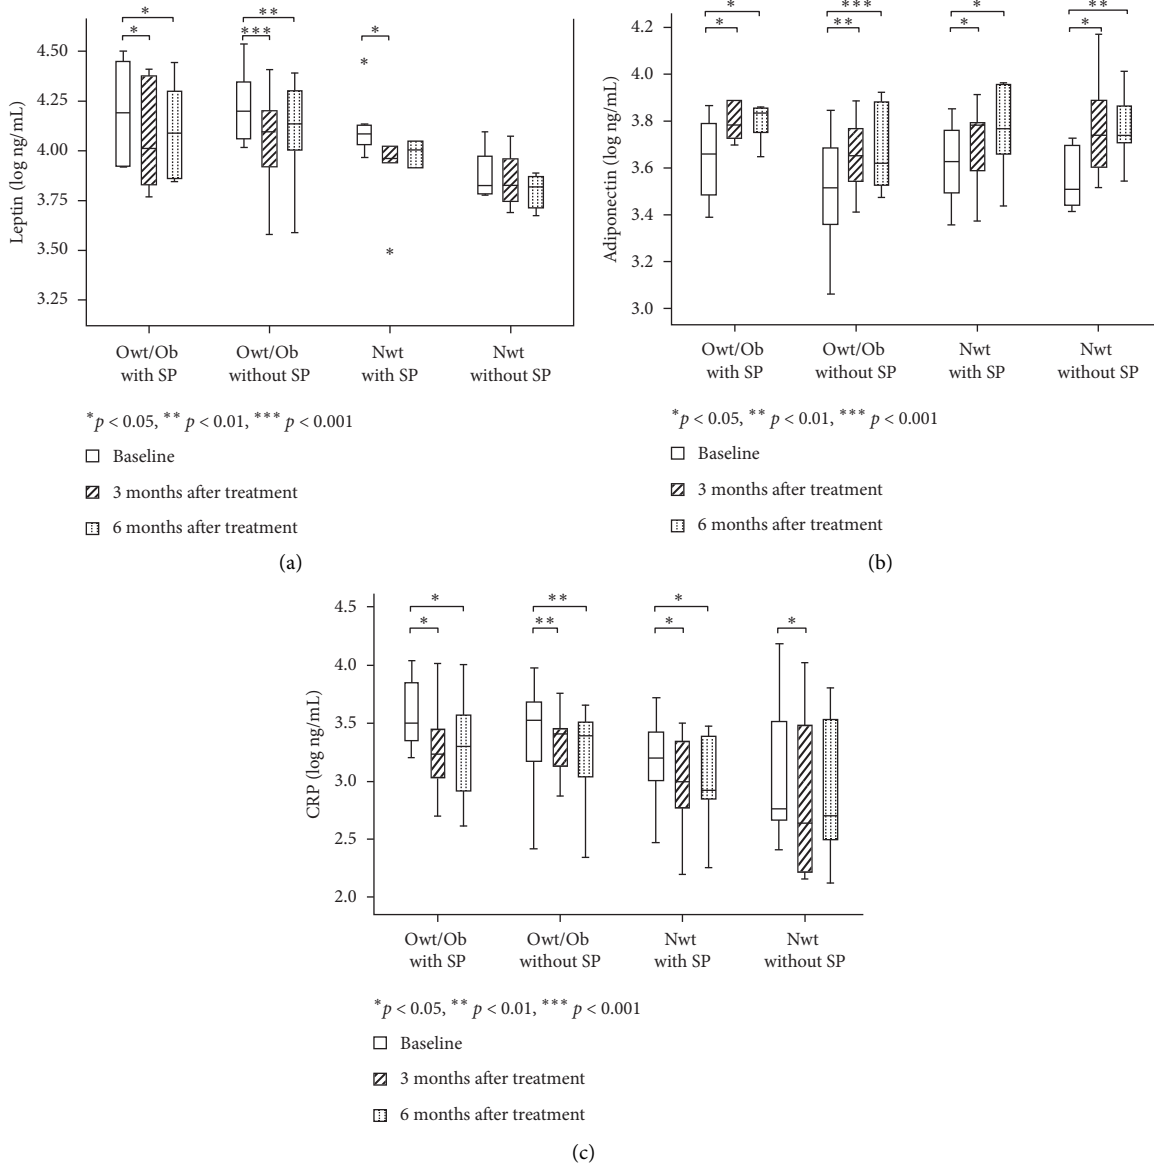 *
*
**
***
*
*
*
Leptin (log ng/mL)
4.50
4.25
4.00
3.75
3.50
3.25
Owt/Ob with SP
Owt/Ob without SP
Nwt with SP
Nwt without SP
*p < 0.05, ** p < 0.01, *** p < 0.001
Baseline
3 months after treatment
6 months after treatment
(a)
*
*
***
**
*
*
**
*
Adiponectin (log ng/mL)
4.2
4.0
3.8
3.6
3.4
3.2
3.0
Owt/Ob with SP
Owt/Ob without SP
Nwt with SP
Nwt without SP
*p < 0.05, ** p < 0.01, *** p < 0.001
Baseline
3 months after treatment
6 months after treatment
(b)
*
*
**
**
*
*
*
CRP (log ng/mL)
4.5
4.0
3.5
3.0
2.5
2.0
Owt/Ob with SP
Owt/Ob without SP
Nwt with SP
Nwt without SP
*p < 0.05, ** p < 0.01, *** p < 0.001
Baseline
3 months after treatment
6 months after treatment
(c)